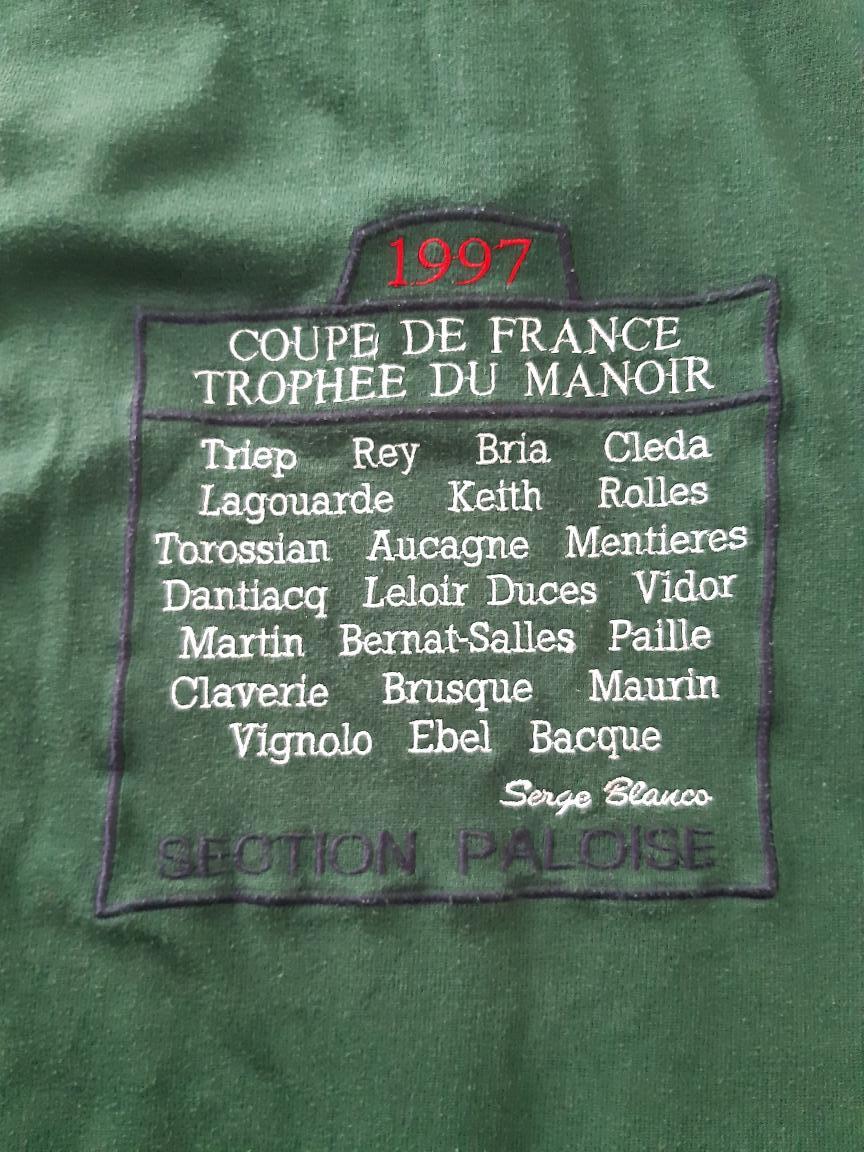 1997
COUPE DE FRANCE
TROPHEE DU MANOIR
Triep Rey Bria Cleda
Lagouarde Keith Rolles
Torossian Aucagne Mentieres
Dantiacq Leloir Duces Vidor
Martin Bernat-Salles Paille
Claverie Brusque Maurin
Vignolo Ebel Bacque
Serge Blanco
SECTION PALOISE